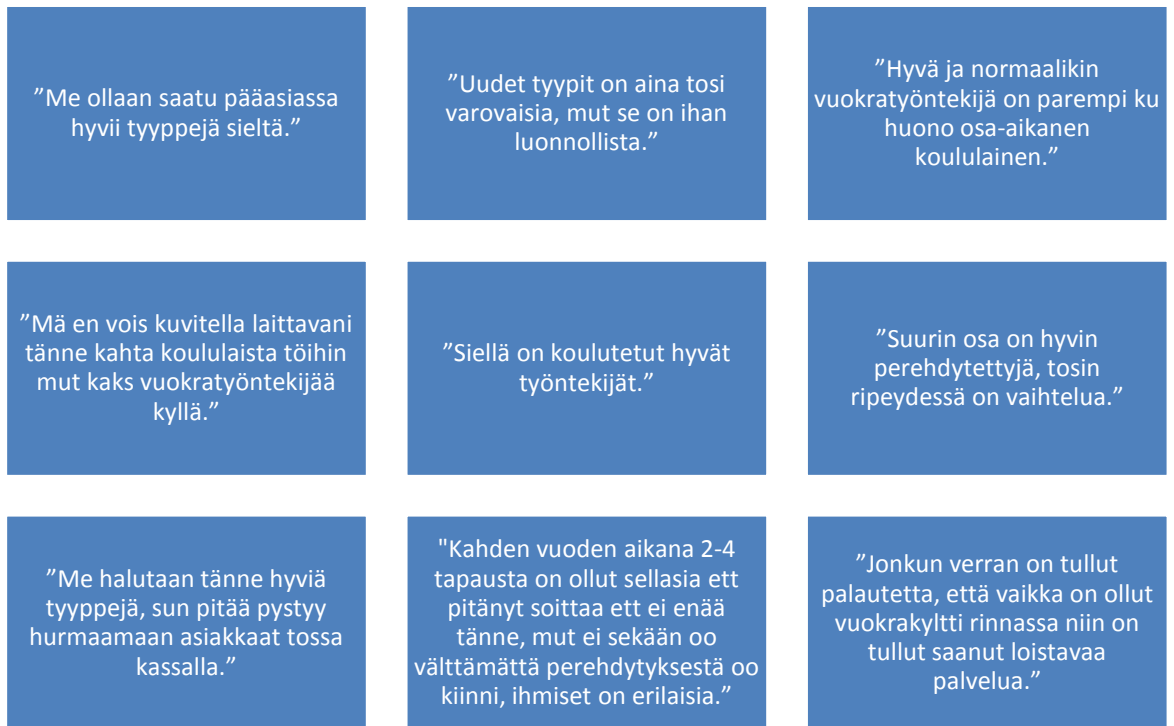 ”Me ollaan saatu pääasiassa
hyvii tyyppejä sieltä.”
”Uudet tyypit on aina tosi
varovaisia, mut se on ihan
luonnollista.”
”Hyvä ja normaalikin
vuokratyöntekijä on parempi ku
huono osa-aikanen
koululainen.”
”Mä en vois kuvitella laittavani
tänne kahta koululaista töihin
mut kaks vuokratyöntekijää
kyllä.”
”Siellä on koulutetut hyvät
työntekijät.”
”Suurin osa on hyvin
perehdytettyjä, tosin
ripeydessä on vaihtelua.”
”Me halutaan tänne hyviä
tyyppejä, sun pitää pystyy
hurmaamaan asiakkaat tossa
kassalla.”
"Kahden vuoden aikana 2-4
tapausta on ollut sellasia ett
pitänyt soittaa ett ei enää
tänne, mut ei sekään oo
välttämättä perehdytyksestä oo
kiinni, ihmiset on erilaisia.”
”Jonkun verran on tullut
palautetta, että vaikka on ollut
vuokrakyltti rinnassa niin on
tullut saanut loistavaa
palvelua.”